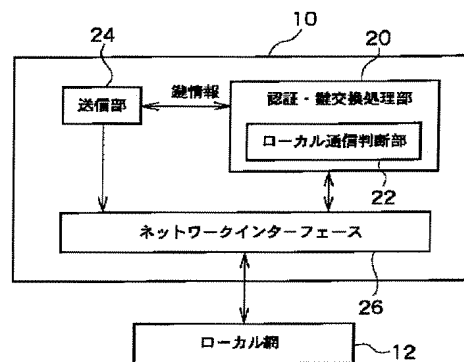 10
24
20
送信部
鍵情報
認証・鍵交換処理部
ローカル通信判断部
22
ネットワークインターフェース
26
ローカル網
12